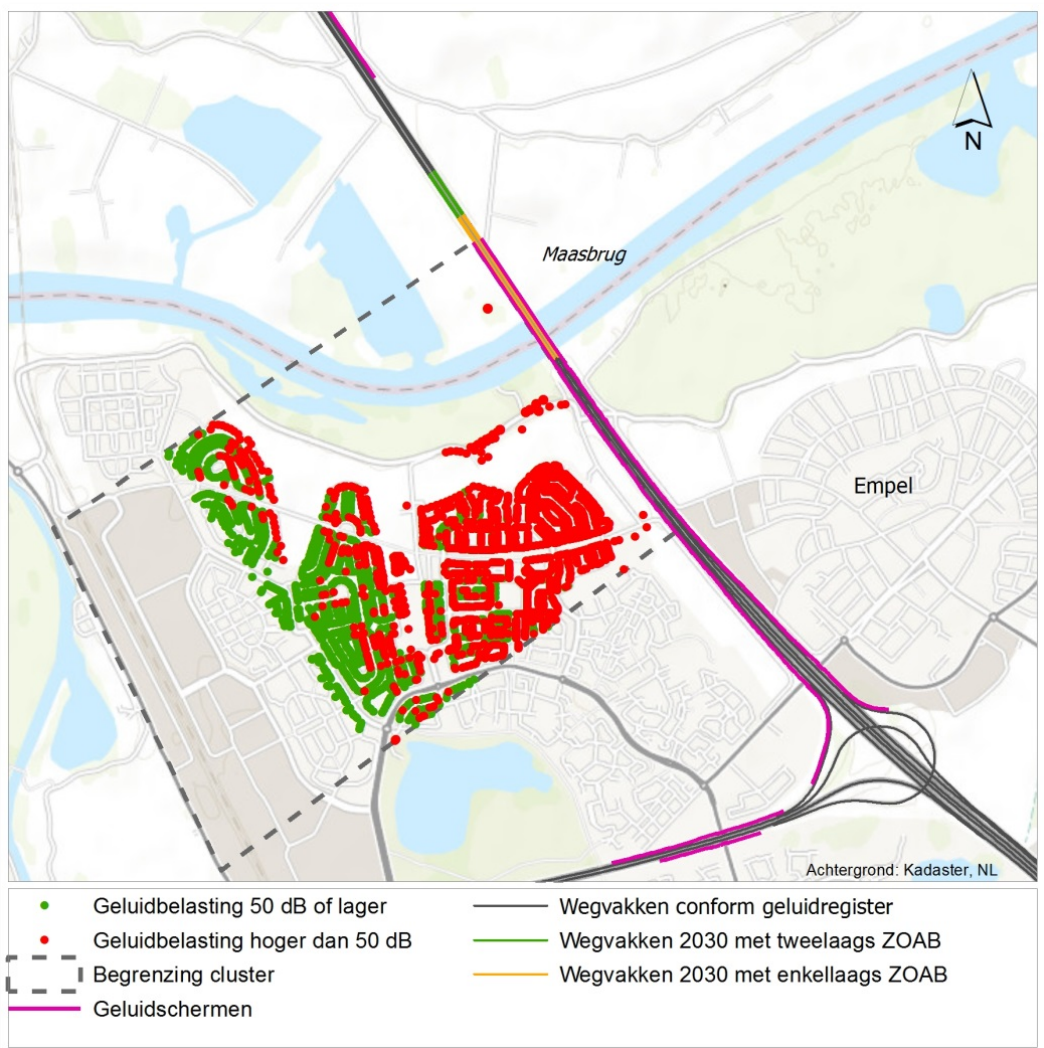 N
Maasbrug
Empel
Achtergrond: Kadaster, NL
Geluidbelasting 50 dB of lager
Geluidbelasting hoger dan 50 dB
Begrenzing cluster
Geluidschermen
Wegvakken conform geluidregister
Wegvakken 2030 met tweelaags ZOAB
Wegvakken 2030 met enkellaags ZOAB